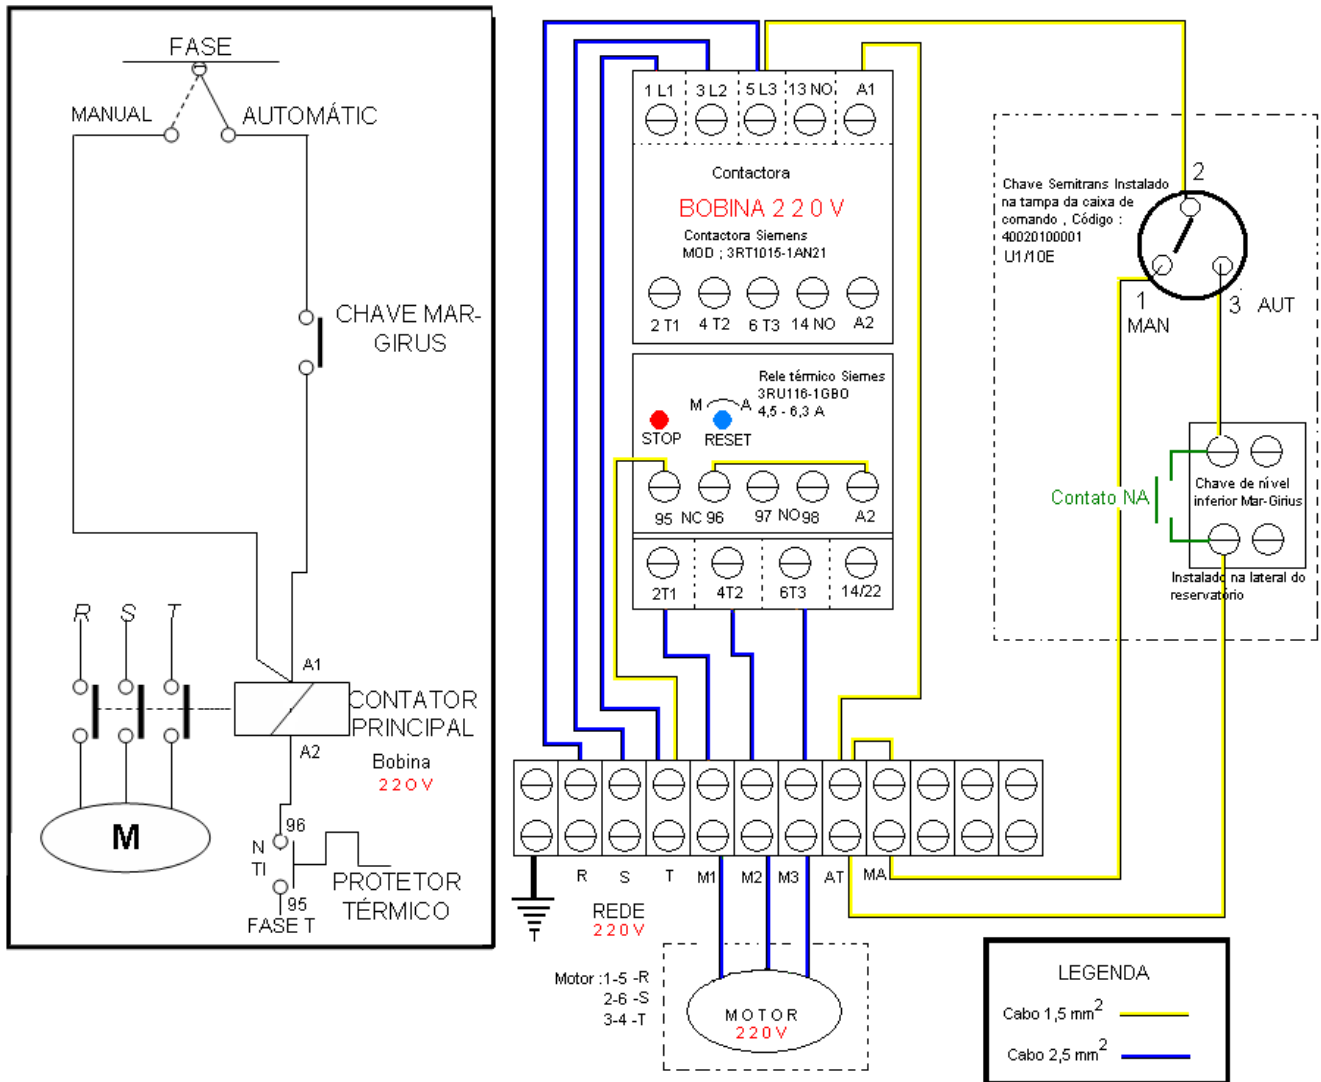 FASE
MANUAL
AUTOMÁTIC
CHAVE MAR-
GIRUS
R S T
A1
CONTATOR
PRINCIPAL
A2
Bobina
220V
M
96
N
TI
PROTETOR
TÉRMICO
95
FASE T
1 L1 3 L2 5 L3 13 NO A1
Contactora
BOBINA 2 2 0 V
Contactora Siemens
MOD ; 3RT1015-1AN21
2 T1 4 T2 6 T3 14 NO A2
Rele térmico Siemes
3RU116-1GBO
4,5 - 6,3 A
M A
STOP RESET
95 NC 96 97 NO 98 A2
2T1 4T2 6T3 14/22
Chave Semitrans Instalado
na tampa da caixa de
comando , Código :
40020100001
U1/10E
2
1
MAN
3 AUT
Contato NA
Chave de nível
inferior Mar-Girius
Instalado na lateral do
reservatório
R S T M1 M2 M3 AT MA
T
REDE
220V
Motor :1-5 -R
2-6 -S
3-4 -T
MOTOR
220V
LEGENDA
Cabo 1,5 mm²
Cabo 2,5 mm²